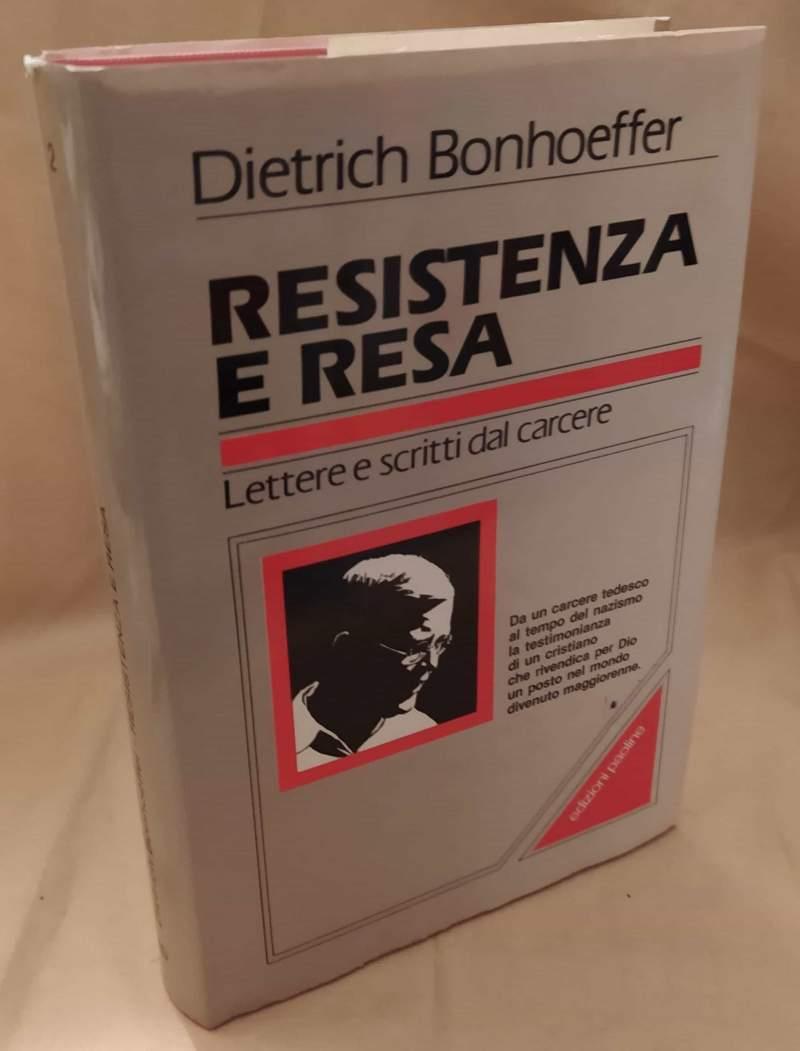 Dietrich Bonhoeffer
RESISTENZA
E RESA
Lettere e scritti dal carcere
Da un carcere tedesco
al tempo del nazismo
la testimonianza
di un cristiano
che rivendica per Dio
un posto nel mondo
divenuto maggiorenne.
edizioni paoline
2